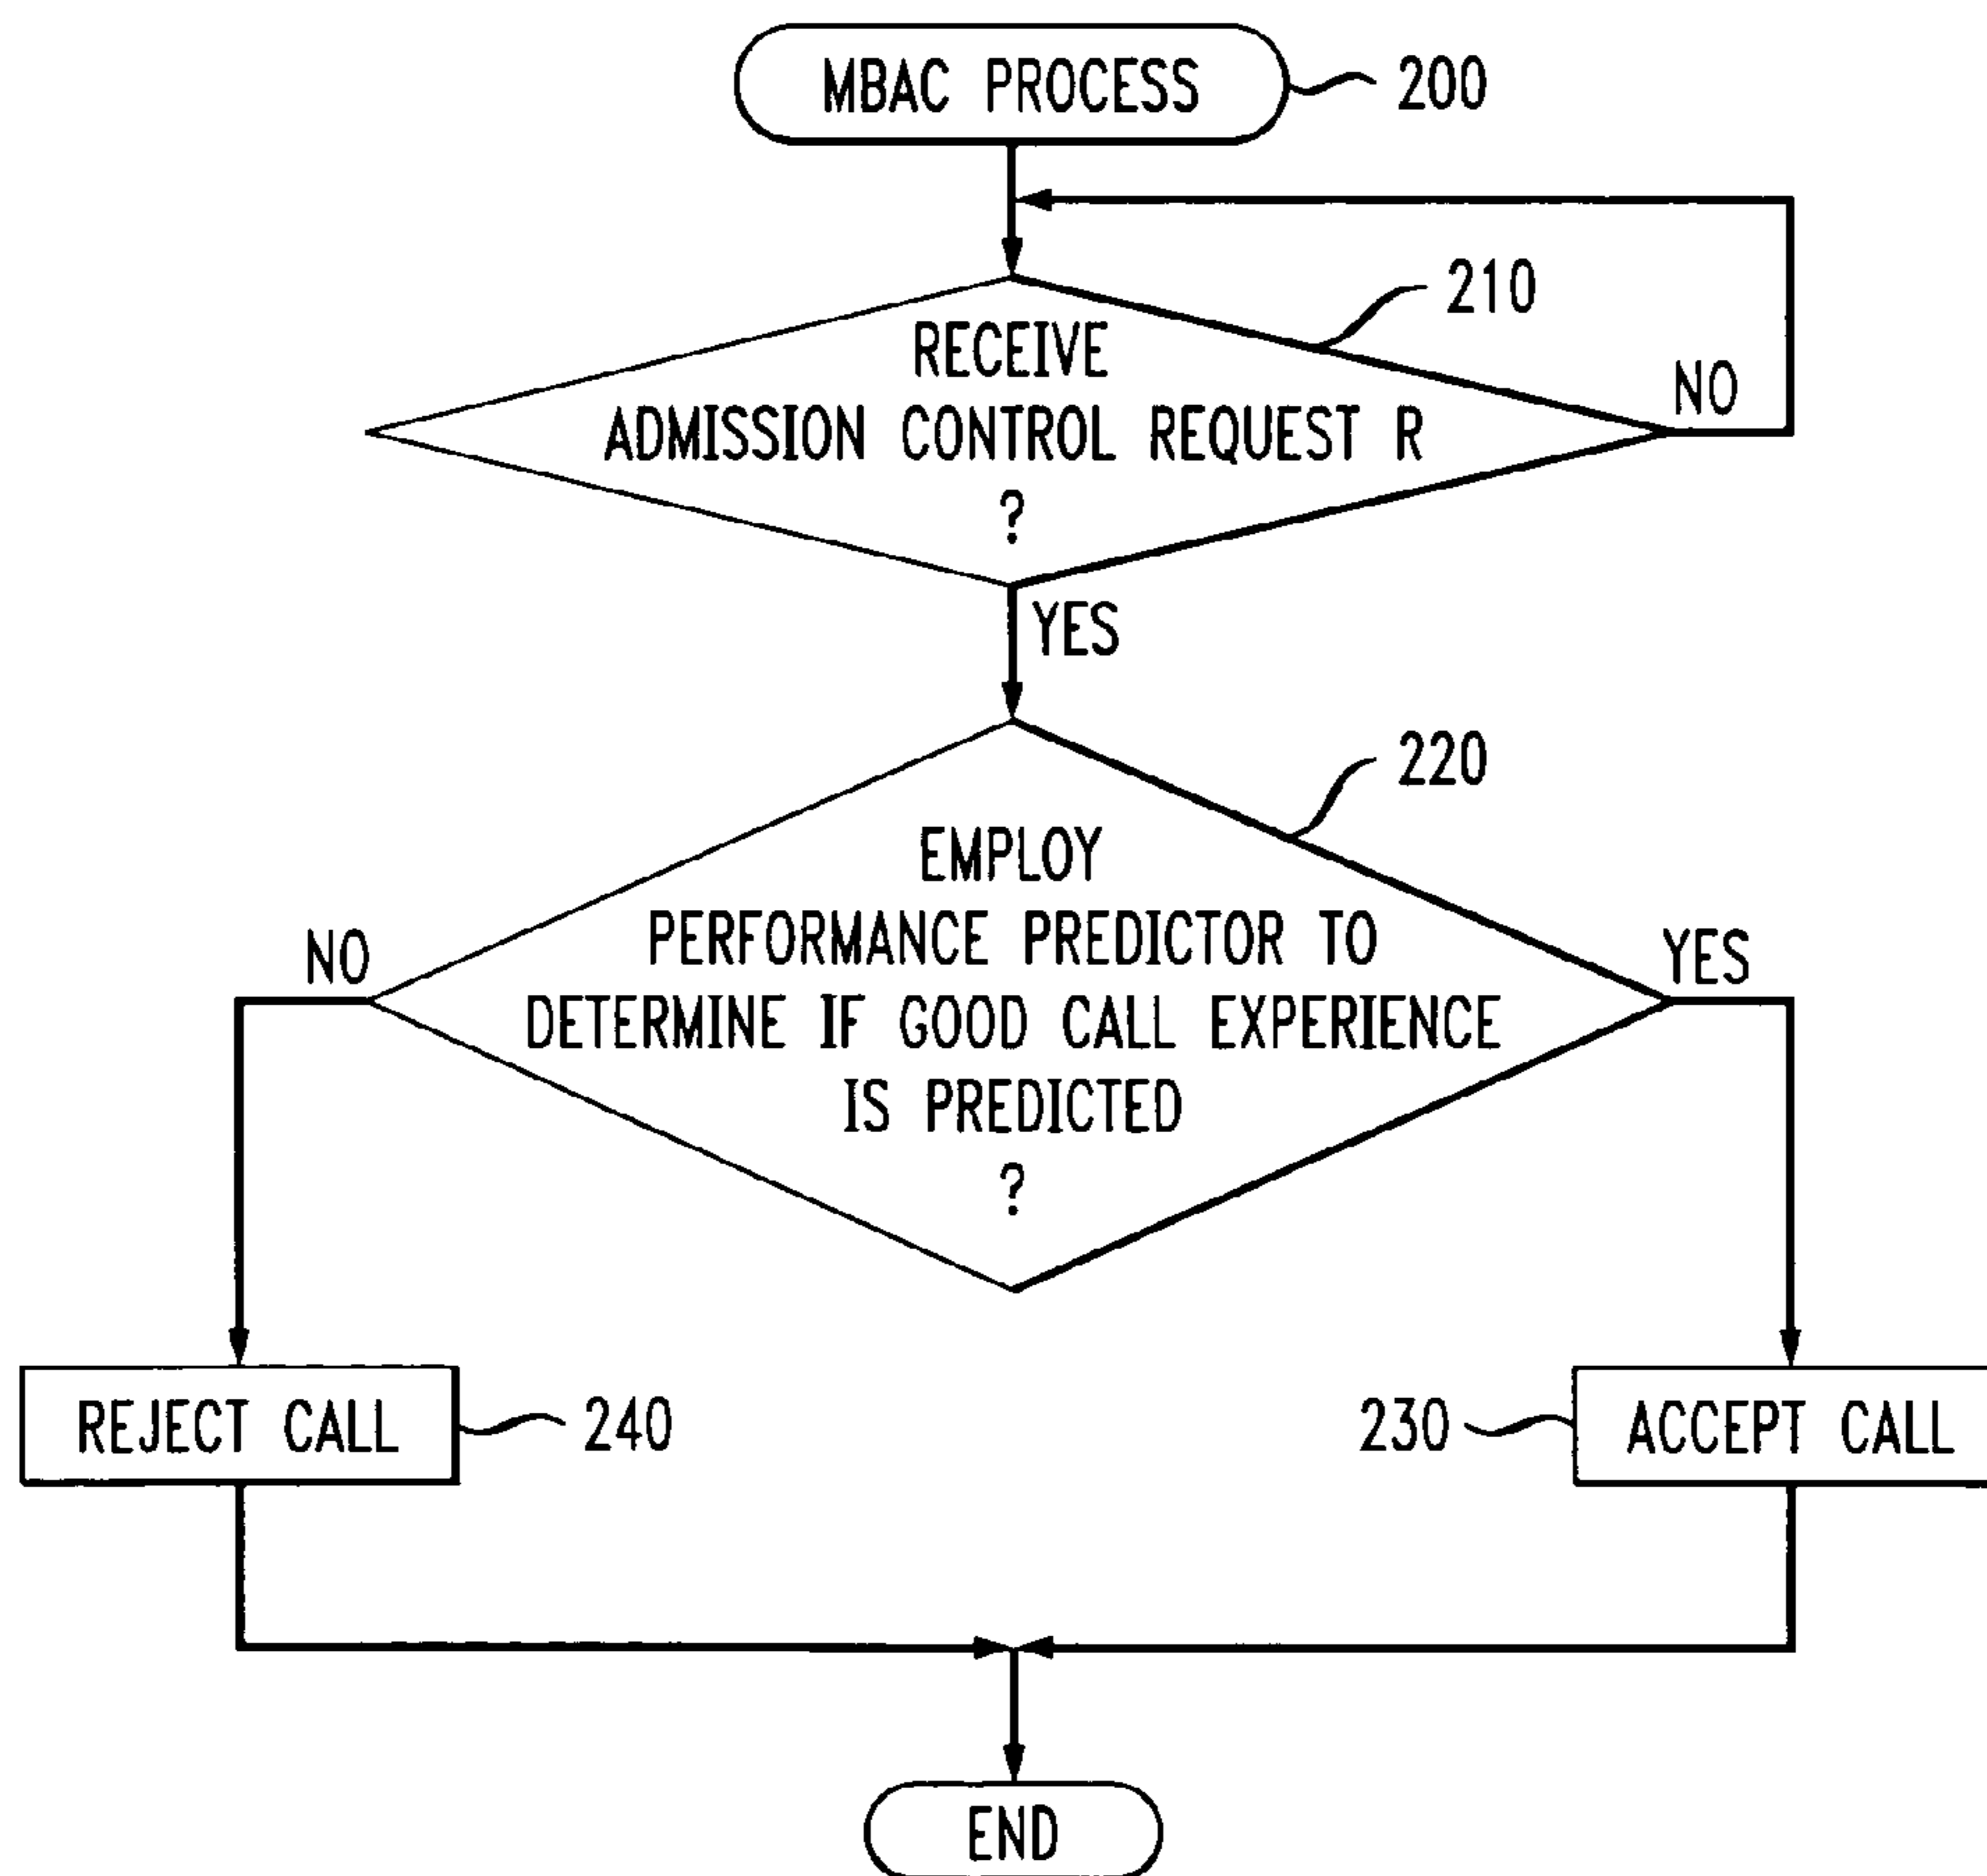 MBAC PROCESS
200
210
RECEIVE
ADMISSION CONTROL REQUEST R
?
NO
YES
220
EMPLOY
PERFORMANCE PREDICTOR TO
DETERMINE IF GOOD CALL EXPERIENCE
IS PREDICTED
?
NO
YES
REJECT CALL
240
230
ACCEPT CALL
END